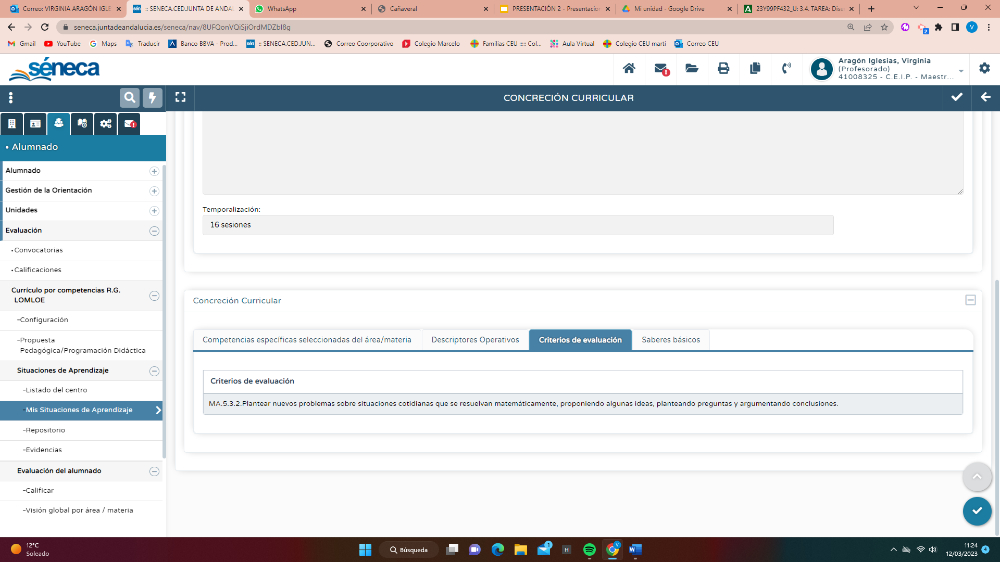 Correo: VIRGINIA ARAGÓN IGLE
:: SENECA.CED.JUNTA DE ANDAL
WhatsApp
Cañaveral
PRESENTACIÓN 2 - Presentacion
Mi unidad - Google Drive
23Y99PF432_U: 3.4. TAREA: Dise
seneca.juntadeandalucia.es/seneca/nav/8UFQonVQiSjiOrdMDZbI8g
V
2
Gmail
YouTube
Maps
Traducir
Banco BBVA - Prod...
:: SENECA.CED.JUN...
Correo Coorporativo
Colegio Marcelo
Familias CEU ::::: Col...
Aula Virtual
Colegio CEU marti
Correo CEU
séneca
Aragón Iglesias, Virginia
(Profesorado)
41008325 - C.E.I.P. - Maestr...
CONCRECIÓN CURRICULAR
• Alumnado
Alumnado
Gestión de la Orientación
Unidades
Evaluación
•Convocatorias
•Calificaciones
Currículo por competencias R.G.
LOMLOE
-Configuración
-Propuesta
Pedagógica/Programación Didáctica
Situaciones de Aprendizaje
-Listado del centro
-Mis Situaciones de Aprendizaje
-Repositorio
-Evidencias
Evaluación del alumnado
-Calificar
-Visión global por área / materia
Temporalización:
16 sesiones
Concreción Curricular
Competencias específicas seleccionadas del área/materia
Descriptores Operativos
Criterios de evaluación
Saberes básicos
Criterios de evaluación
MA.5.3.2.Plantear nuevos problemas sobre situaciones cotidianas que se resuelvan matemáticamente, proponiendo algunas ideas, planteando preguntas y argumentando conclusiones.
12°C
Soleado
Búsqueda
1
H
V
11:24
12/03/2023
4